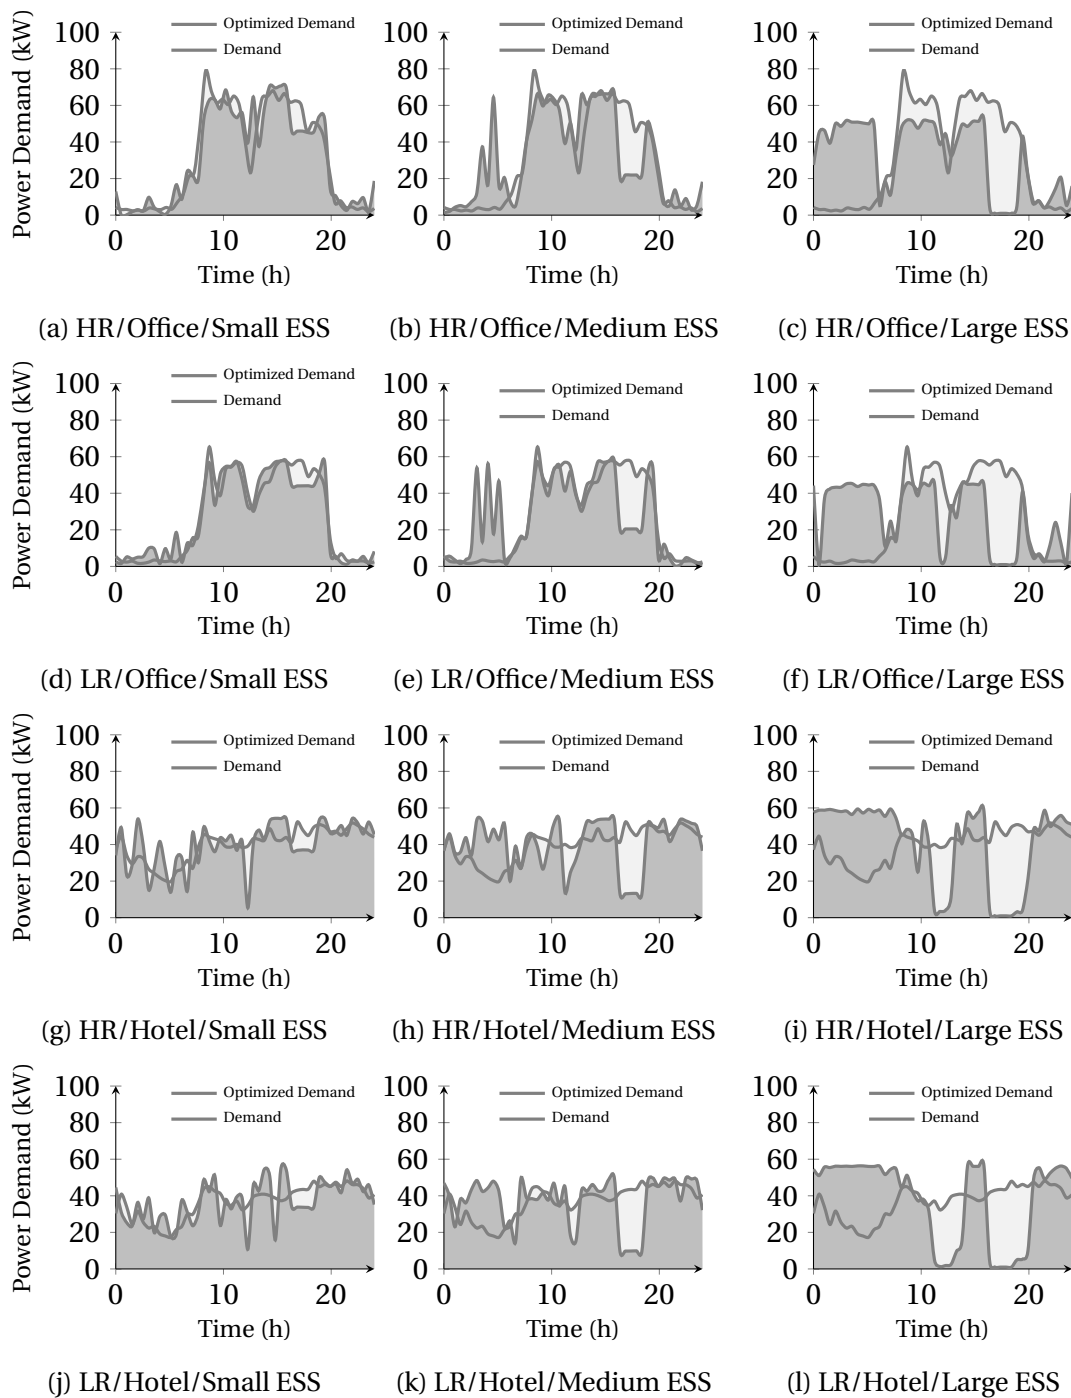 Power Demand (kW)
100
80
60
40
20
0
0
10
20
Time (h)
Optimized Demand
Demand
(a) HR/Office/Small ESS
100
80
60
40
20
0
0
10
20
Time (h)
Optimized Demand
Demand
(b) HR/Office/Medium ESS
100
80
60
40
20
0
0
10
20
Time (h)
Optimized Demand
Demand
(c) HR/Office/Large ESS
Power Demand (kW)
100
80
60
40
20
0
0
10
20
Time (h)
Optimized Demand
Demand
(d) LR/Office/Small ESS
100
80
60
40
20
0
0
10
20
Time (h)
Optimized Demand
Demand
(e) LR/Office/Medium ESS
100
80
60
40
20
0
0
10
20
Time (h)
Optimized Demand
Demand
(f) LR/Office/Large ESS
Power Demand (kW)
100
80
60
40
20
0
0
10
20
Time (h)
Optimized Demand
Demand
(g) HR/Hotel/Small ESS
100
80
60
40
20
0
0
10
20
Time (h)
Optimized Demand
Demand
(h) HR/Hotel/Medium ESS
100
80
60
40
20
0
0
10
20
Time (h)
Optimized Demand
Demand
(i) HR/Hotel/Large ESS
Power Demand (kW)
100
80
60
40
20
0
0
10
20
Time (h)
Optimized Demand
Demand
(j) LR/Hotel/Small ESS
100
80
60
40
20
0
0
10
20
Time (h)
Optimized Demand
Demand
(k) LR/Hotel/Medium ESS
100
80
60
40
20
0
0
10
20
Time (h)
Optimized Demand
Demand
(l) LR/Hotel/Large ESS